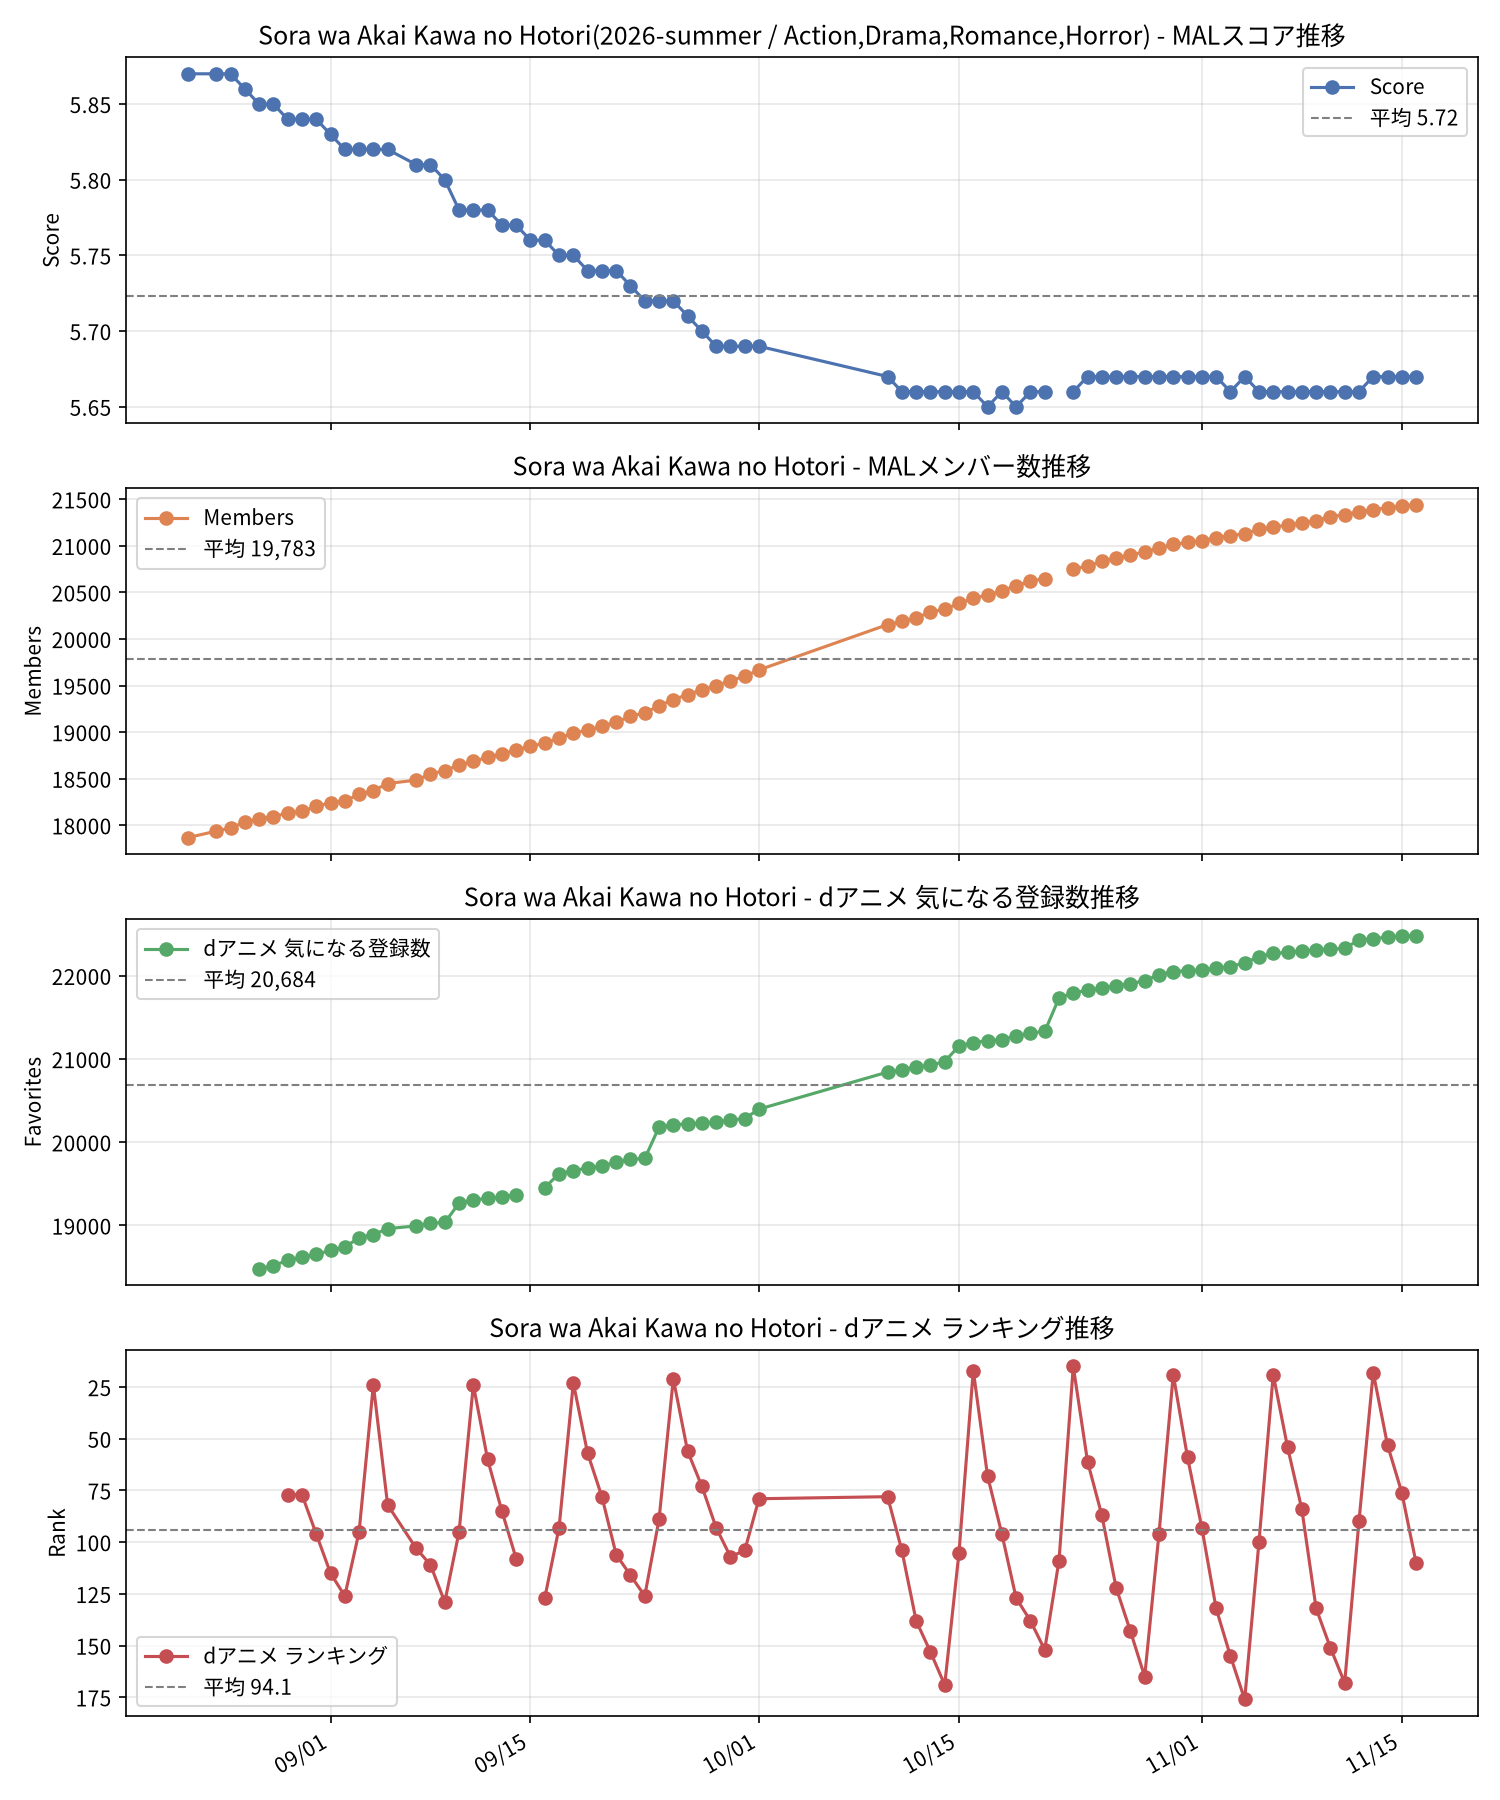 Sora wa Akai Kawa no Hotori(2026-summer / Action,Drama,Romance,Horror) - MALスコア推移
Score
5.85
5.80
5.75
5.70
5.65
Score
平均 5.72
Sora wa Akai Kawa no Hotori - MALメンバー数推移
Members
21500
21000
20500
20000
19500
19000
18500
18000
Members
平均 19,783
Sora wa Akai Kawa no Hotori - dアニメ 気になる登録数推移
Favorites
22000
21000
20000
19000
dアニメ 気になる登録数
平均 20,684
Sora wa Akai Kawa no Hotori - dアニメ ランキング推移
Rank
25
50
75
100
125
150
175
dアニメ ランキング
平均 94.1
09/01
09/15
10/01
10/15
11/01
11/15